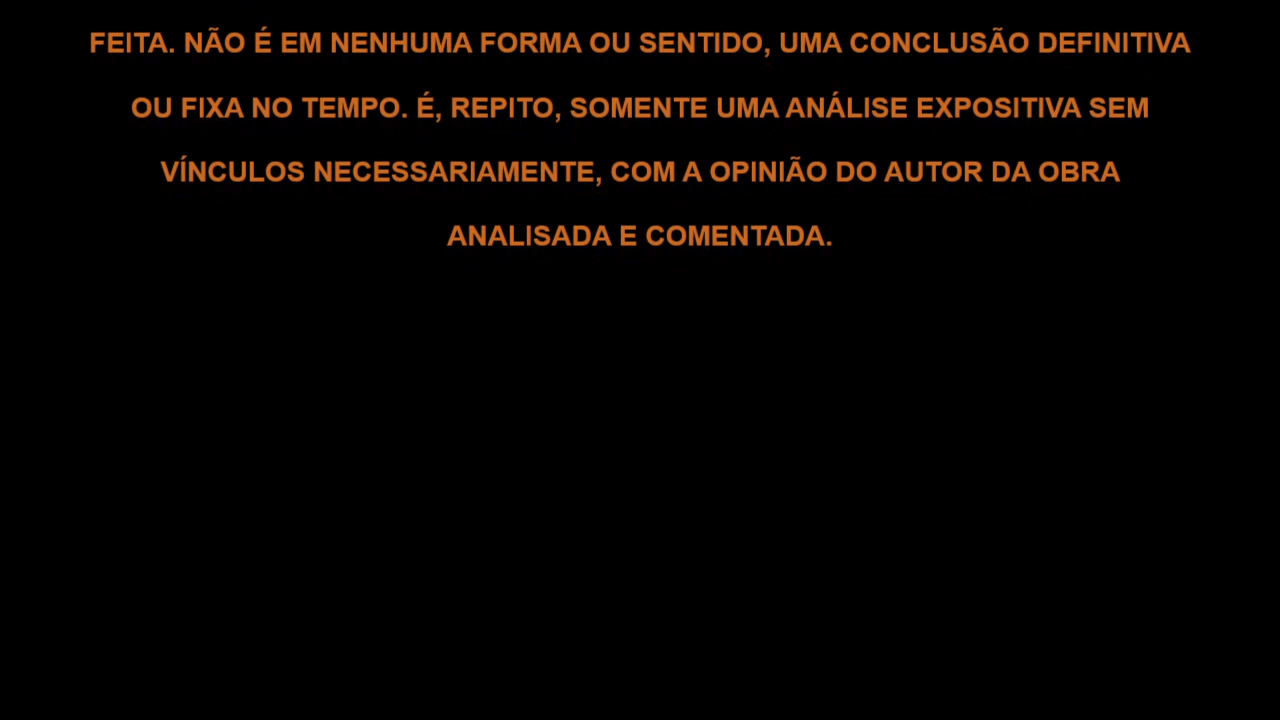 FEITA. NÃO É EM NENHUMA FORMA OU SENTIDO, UMA CONCLUSÃO DEFINITIVA
OU FIXA NO TEMPO. É, REPITO, SOMENTE UMA ANÁLISE EXPOSITIVA SEM
VÍNCULOS NECESSARIAMENTE, COM A OPINIÃO DO AUTOR DA OBRA
ANALISADA E COMENTADA.